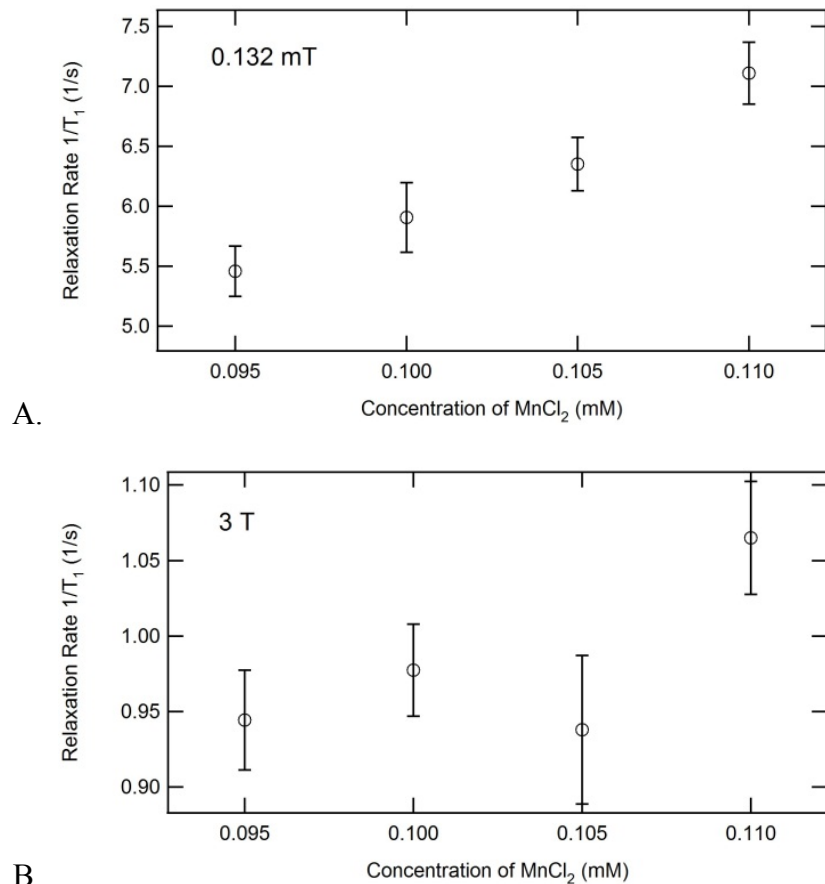 7.5
0.132 mT
7.0
6.5
6.0
5.5
5.0
Relaxation Rate 1/T₁ (1/s)
0.095 0.100 0.105 0.110
Concentration of MnCl₂ (mM)
A.
1.10
3 T
1.05
1.00
0.95
0.90
Relaxation Rate 1/T₁ (1/s)
0.095 0.100 0.105 0.110
Concentration of MnCl₂ (mM)
B